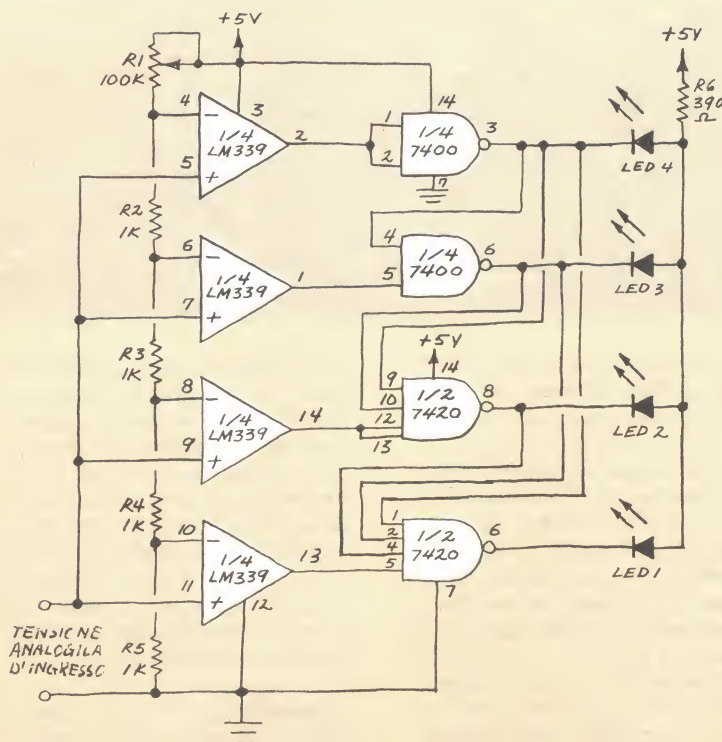 +5V
R1
100K
4
-
3
1/4
LM339
5
+
2
1
2
14
1/4
7400
3
7
LED 4
+5V
R6
390
Ω
R2
1K
6
-
1/4
LM339
7
+
1
4
5
1/4
7400
6
LED 3
R3
1K
8
-
1/4
LM339
9
+
14
+5V
14
9
10
12
13
1/2
7420
8
LED 2
R4
1K
10
-
1/4
LM339
11
+
12
13
1
2
4
5
1/2
7420
6
7
LED 1
TENSIONE
ANALOGILA
D'INGRESSO
R5
1K